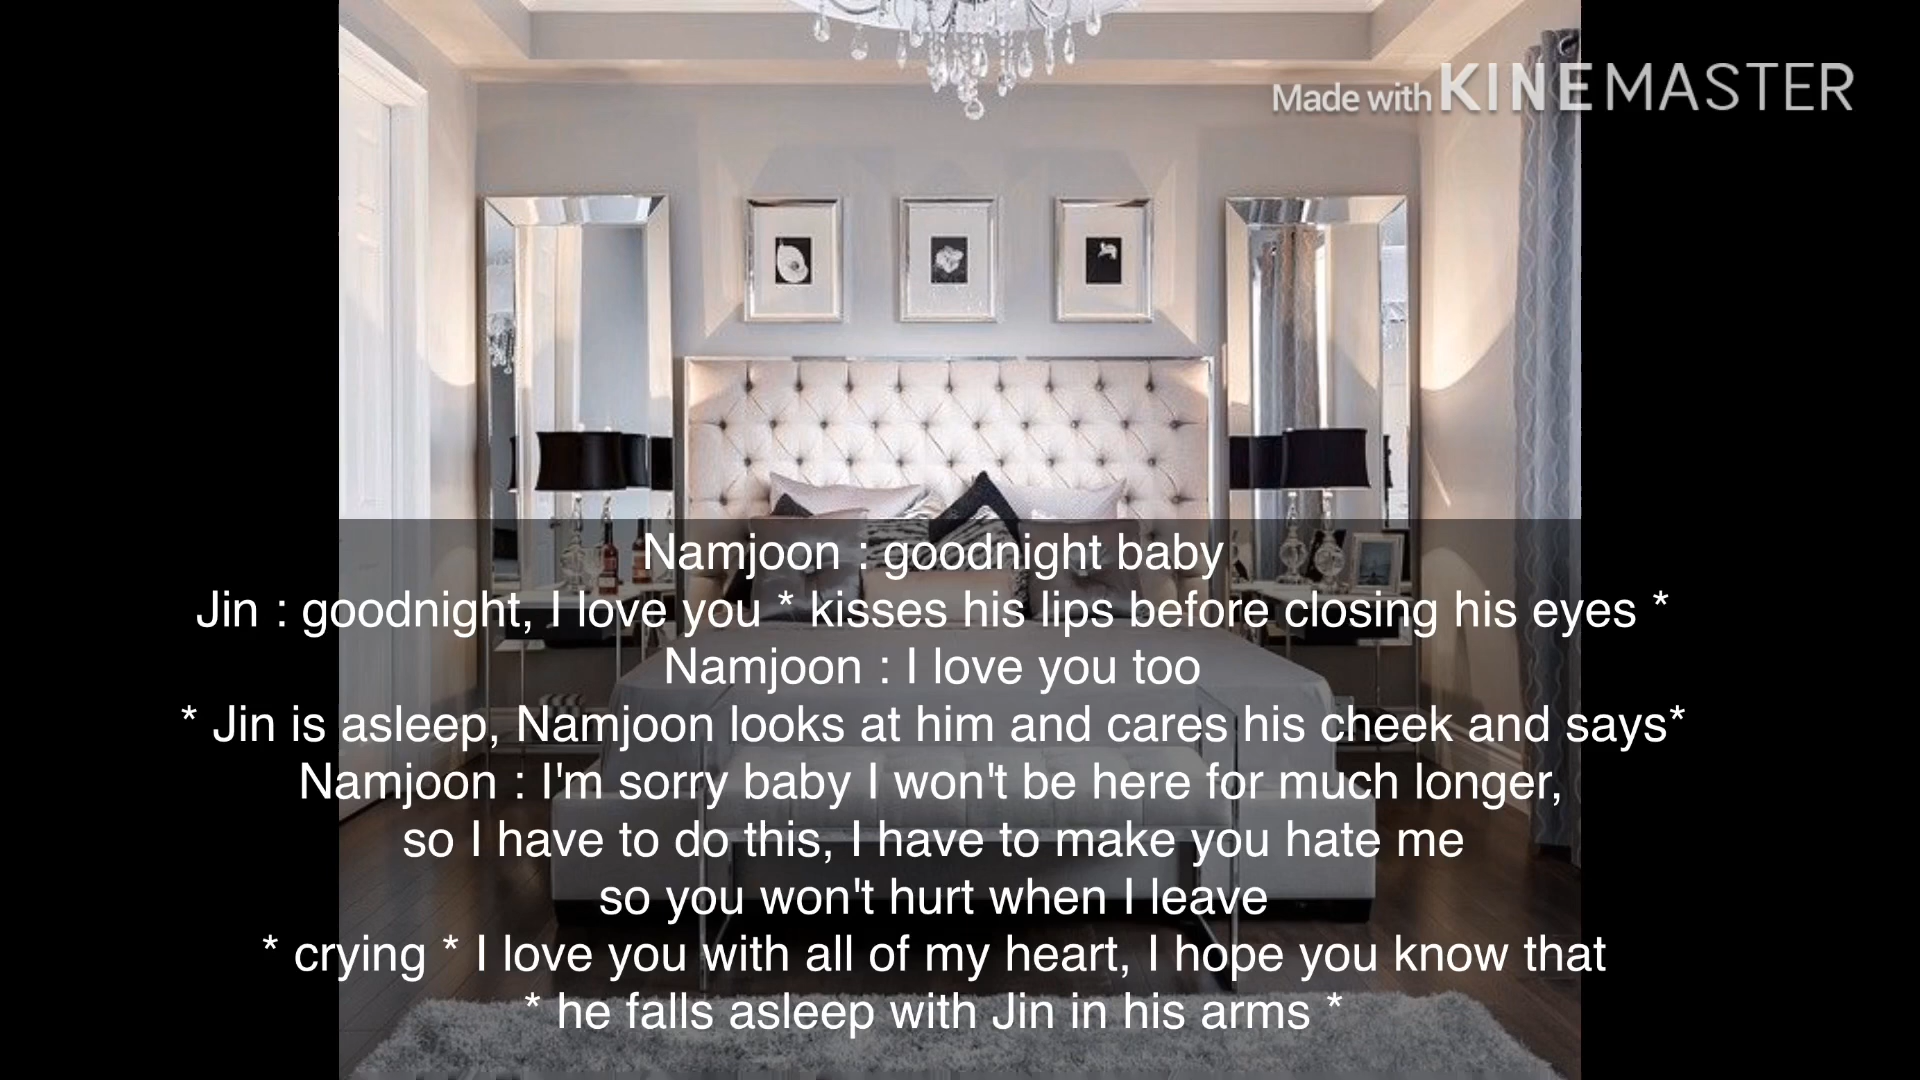 Made with KINEMASTER
Namjoon : goodnight baby
Jin : goodnight, I love you * kisses his lips before closing his eyes *
Namjoon : I love you too
* Jin is asleep, Namjoon looks at him and cares his cheek and says*
Namjoon : I'm sorry baby I won't be here for much longer,
so I have to do this, I have to make you hate me
so you won't hurt when I leave
* crying * I love you with all of my heart, I hope you know that
* he falls asleep with Jin in his arms *